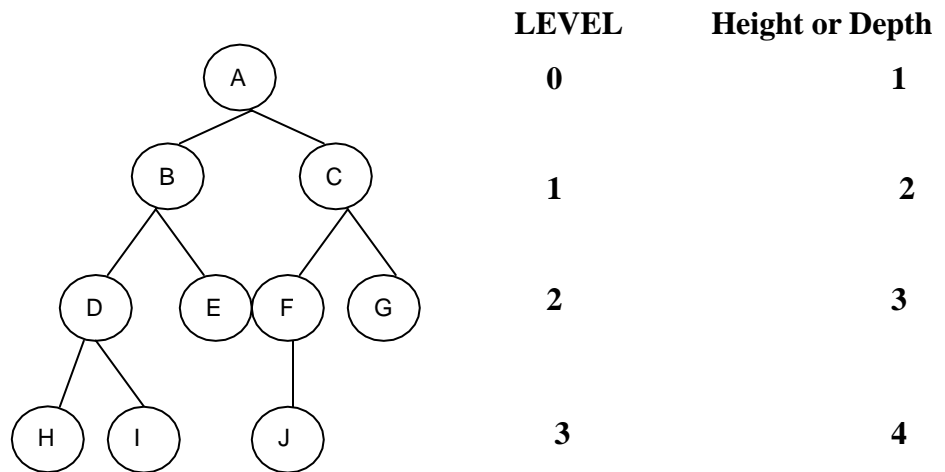 LEVEL Height or Depth
A 0 1
B C 1 2
D E F G 2 3
H I J 3 4